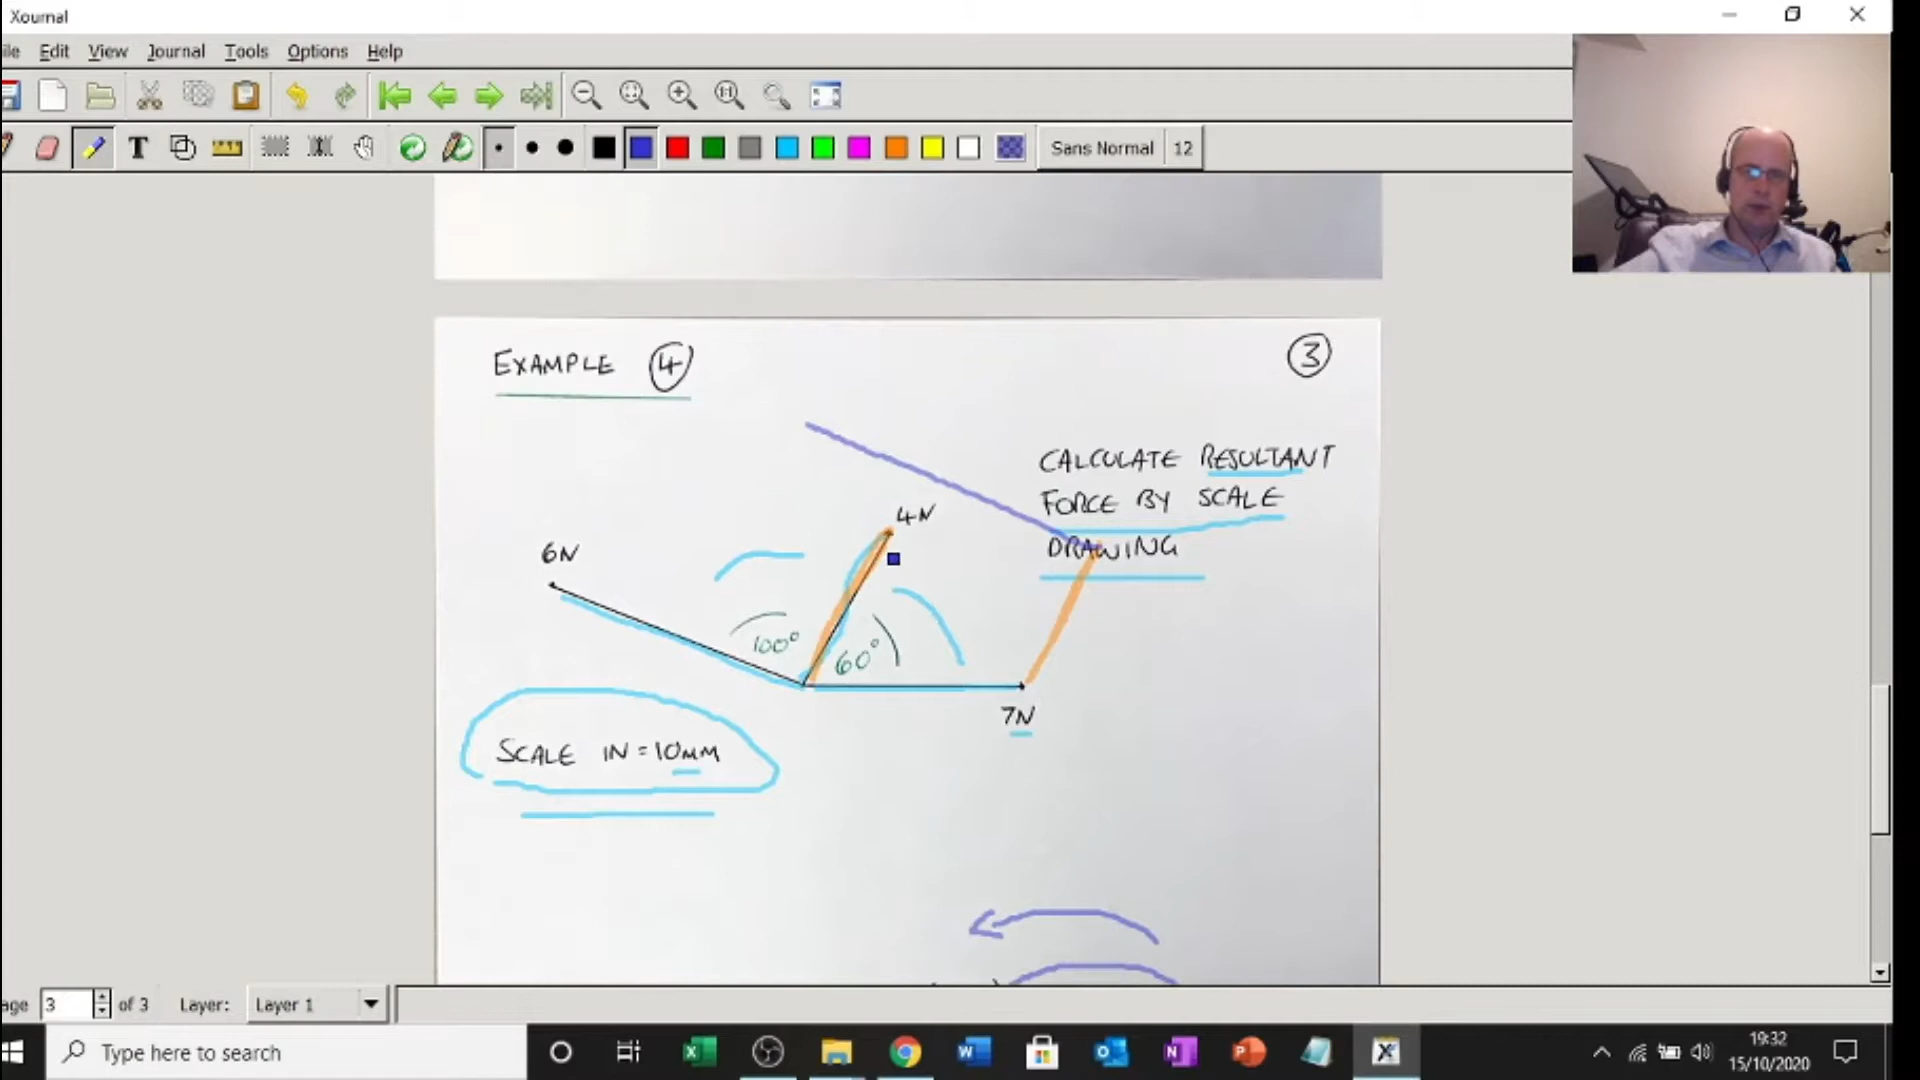 Xournal
ile Edit View Journal Tools Options Help
T
Sans Normal 12
EXAMPLE 4
3
CALCULATE RESULTANT
FORCE BY SCALE
DRAWING
4N
6N
100°
60°
7N
SCALE 1N = 10MM
age 3 of 3 Layer: Layer 1
Type here to search
19:32
15/10/2020